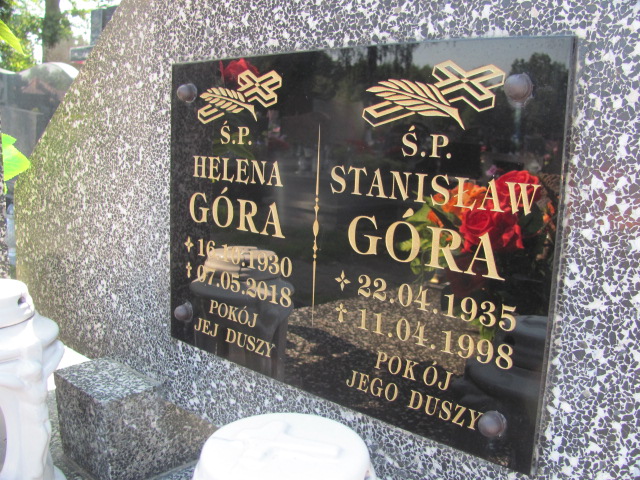 Ś.P.
HELENA
GÓRA
16.10.1930
07.05.2018
POKÓJ
JEJ DUSZY
Ś.P.
STANISŁAW
GÓRA
22.04.1935
11.04.1998
POKÓJ
JEGO DUSZY